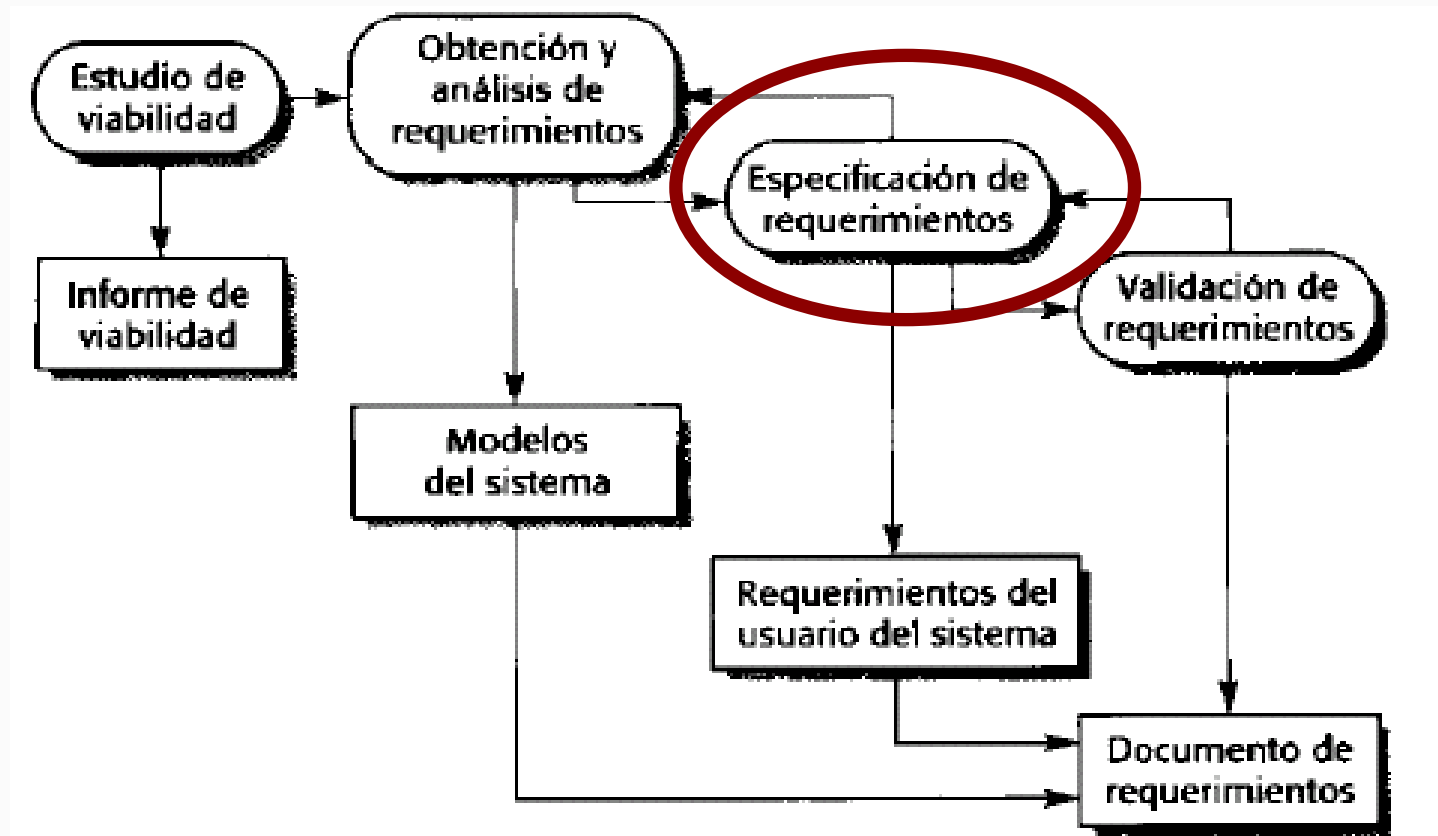 Estudio de
viabilidad
Obtención y
análisis de
requerimientos
Especificación de
requerimientos
Validación de
requerimientos
Informe de
viabilidad
Modelos
del sistema
Requerimientos del
usuario del sistema
Documento de
requerimientos